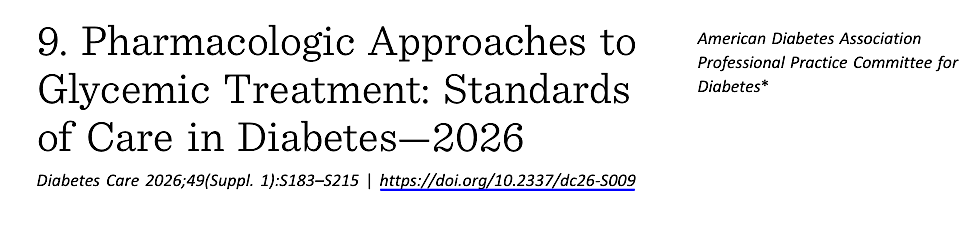 9. Pharmacologic Approaches to
Glycemic Treatment: Standards
of Care in Diabetes—2026
Diabetes Care 2026;49(Suppl. 1):S183–S215 | https://doi.org/10.2337/dc26-S009
American Diabetes Association
Professional Practice Committee for
Diabetes*